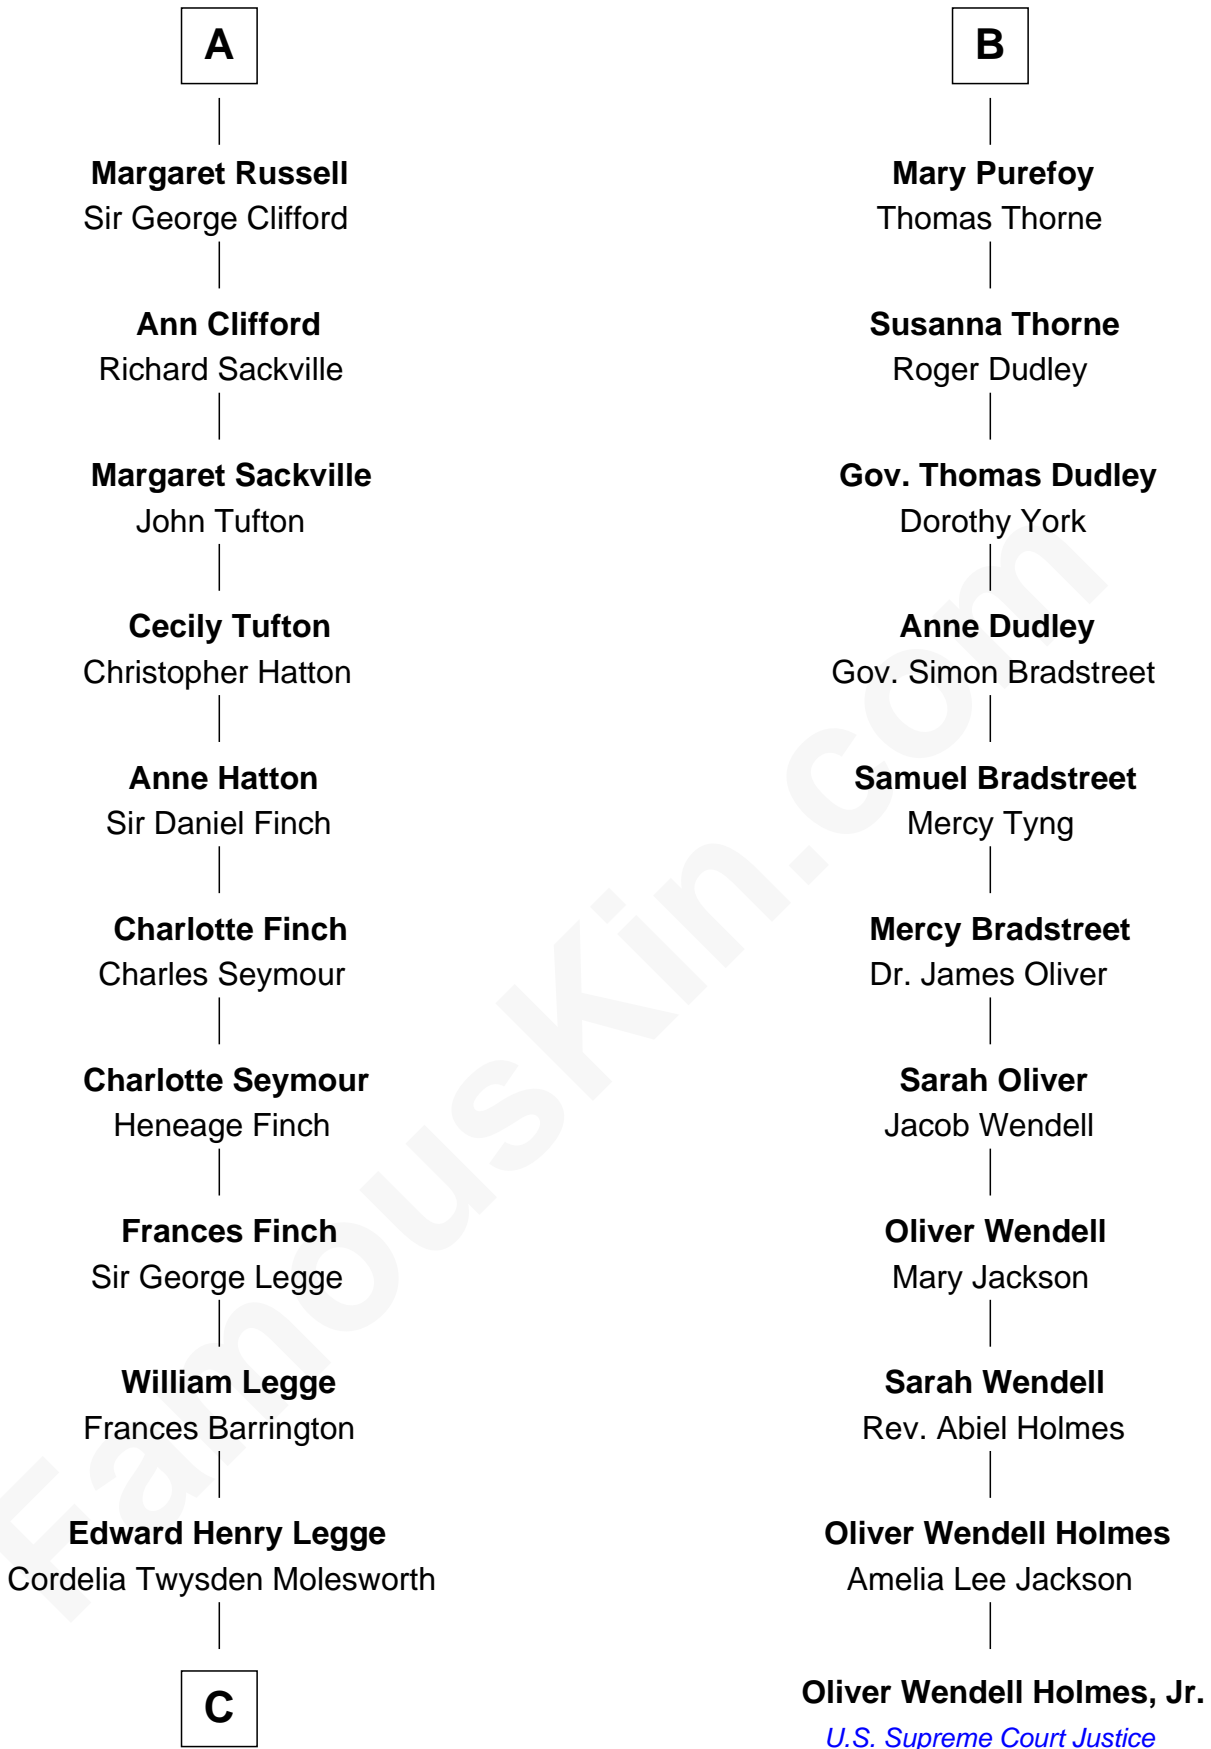 A
Margaret Russell
Sir George Clifford
Ann Clifford
Richard Sackville
Margaret Sackville
John Tufton
Cecily Tufton
Christopher Hatton
Anne Hatton
Sir Daniel Finch
Charlotte Finch
Charles Seymour
Charlotte Seymour
Heneage Finch
Frances Finch
Sir George Legge
William Legge
Frances Barrington
Edward Henry Legge
Cordelia Twysden Molesworth
C
B
Mary Purefoy
Thomas Thorne
Susanna Thorne
Roger Dudley
Gov. Thomas Dudley
Dorothy York
Anne Dudley
Gov. Simon Bradstreet
Samuel Bradstreet
Mercy Tyng
Mercy Bradstreet
Dr. James Oliver
Sarah Oliver
Jacob Wendell
Oliver Wendell
Mary Jackson
Sarah Wendell
Rev. Abiel Holmes
Oliver Wendell Holmes
Amelia Lee Jackson
Oliver Wendell Holmes, Jr.
U.S. Supreme Court Justice
FamousKin.com